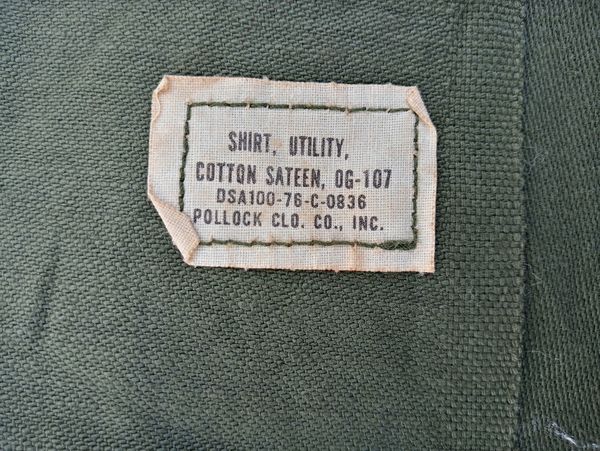 SHIRT, UTILITY,
COTTON SATEEN, OG-107
DSA100-76-C-0836
POLLOCK CLO. CO., INC.